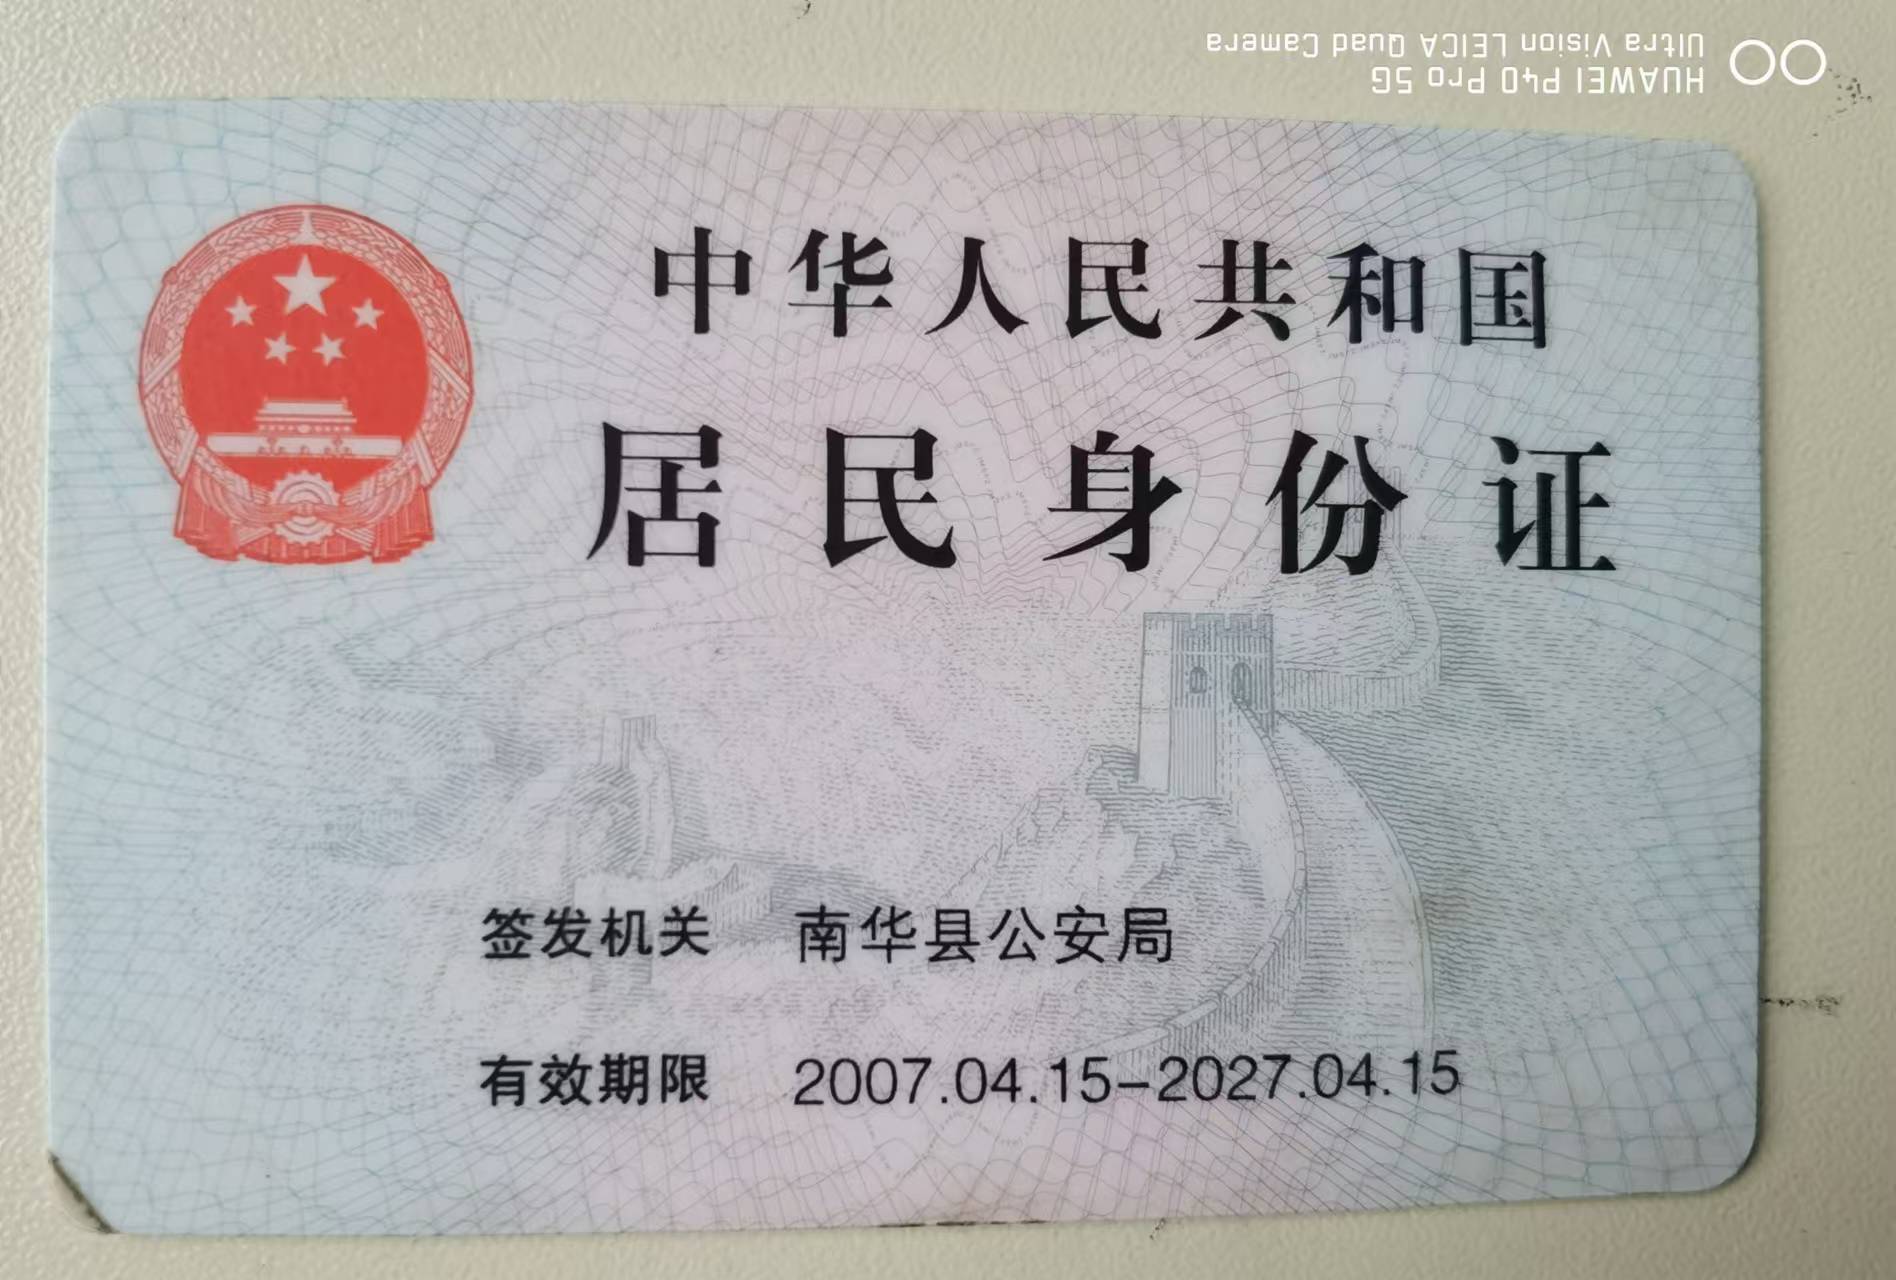 HUAWEI P40 Pro 5G
Ultra Vision LEICA Quad Camera
中华人民共和国
居民身份证
签发机关 南华县公安局
有效期限 2007.04.15-2027.04.15